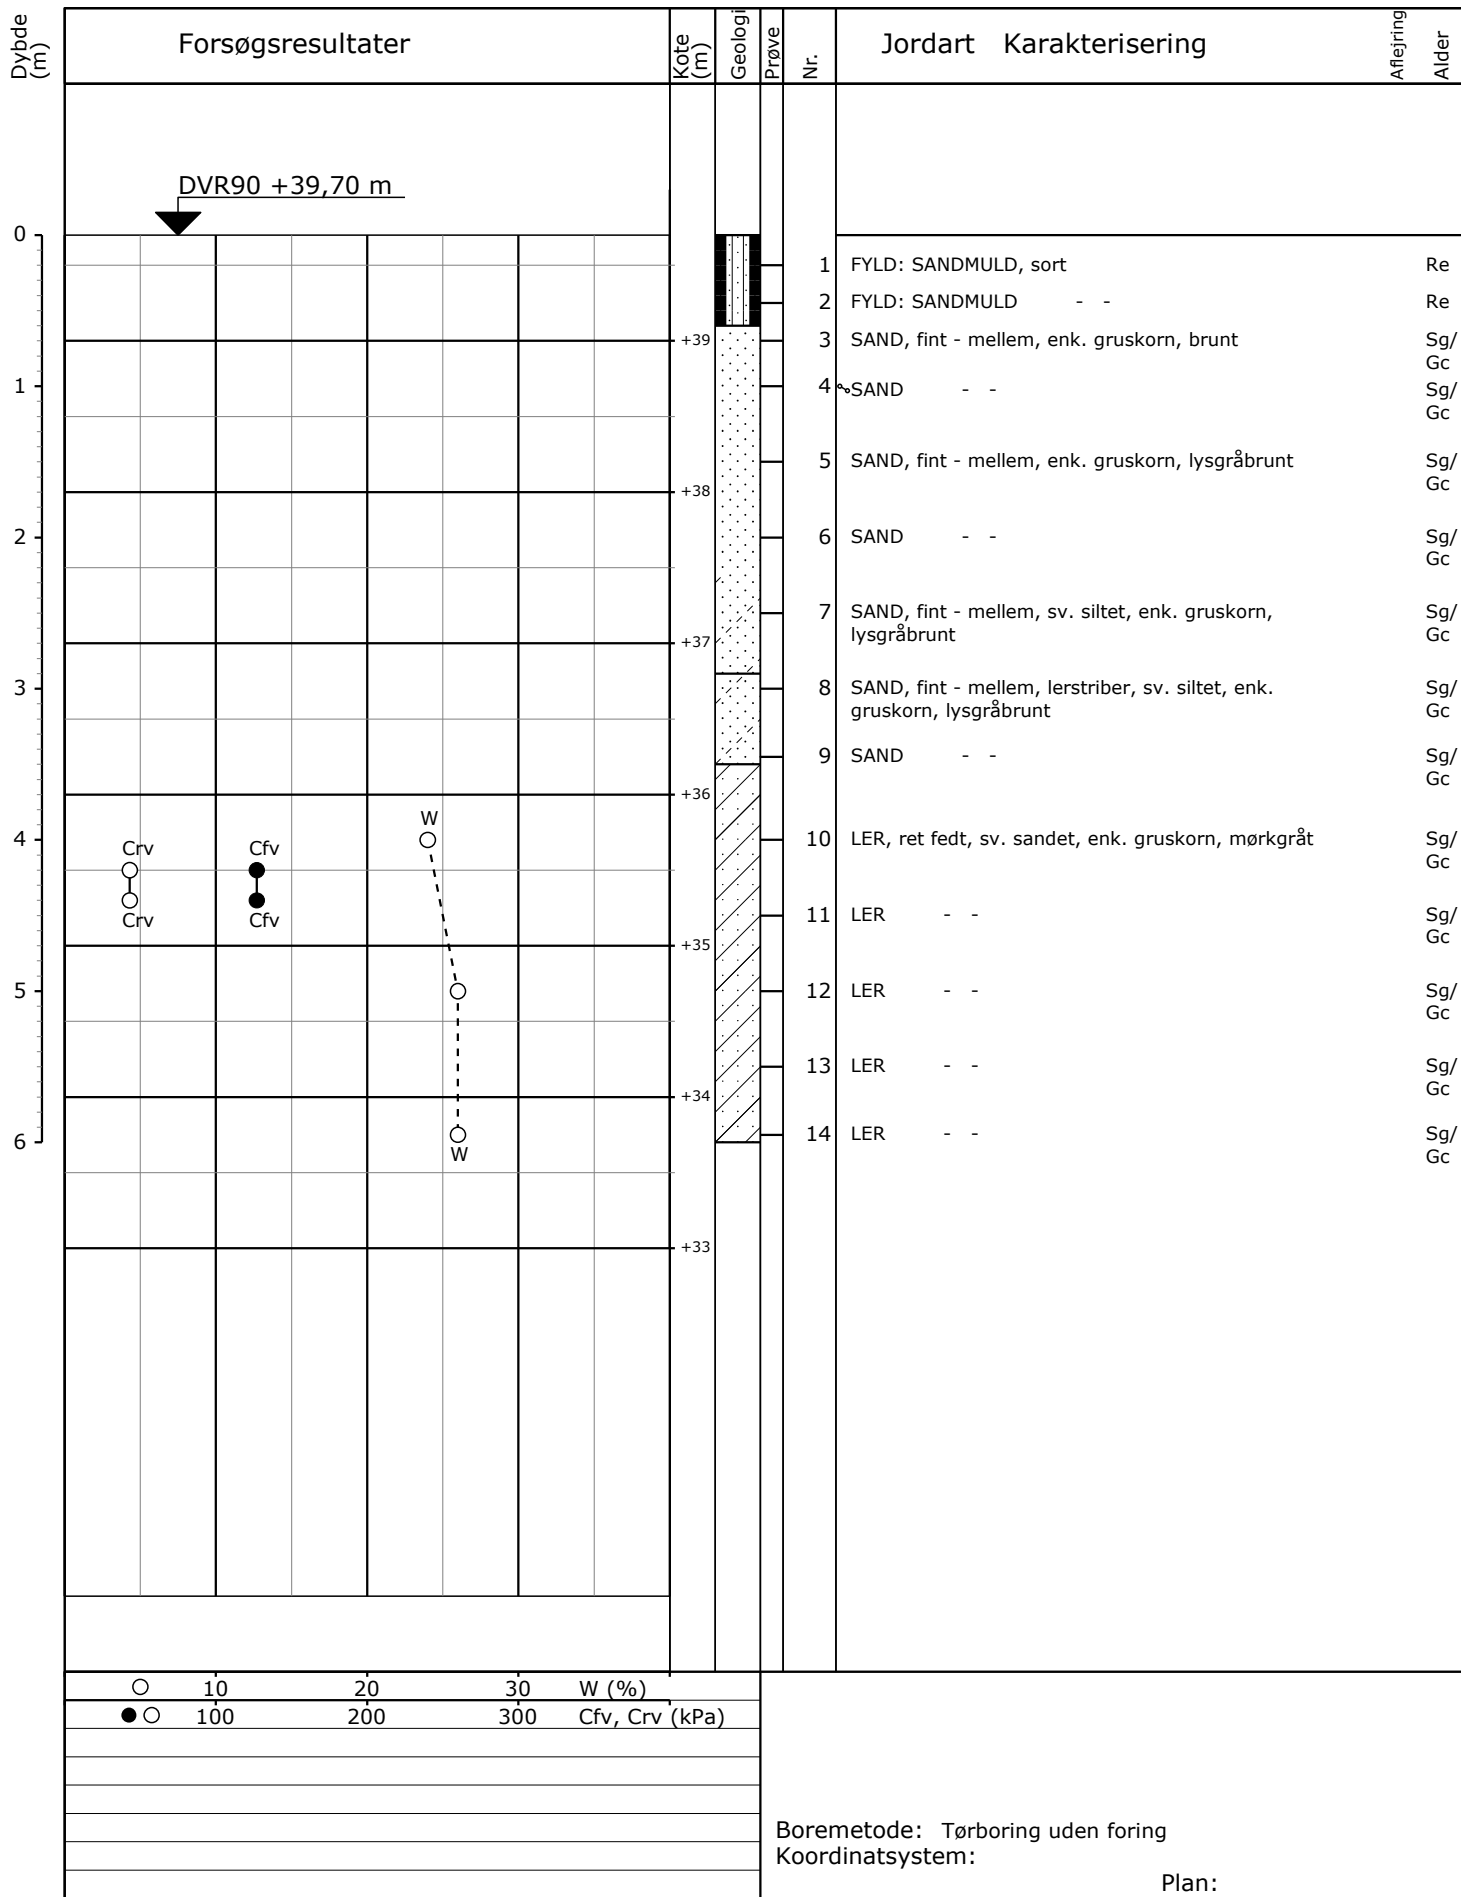 Dybde (m)
Forsøgsresultater
Kote (m)
Geologi
Prøve
Nr.
Jordart Karakterisering
Aflejring
Alder
DVR90 +39,70 m
0
1 FYLD: SANDMULD, sort Re
2 FYLD: SANDMULD - - Re
+39 3 SAND, fint - mellem, enk. gruskorn, brunt Sg/
Gc
1 4 SAND - - Sg/
Gc
5 SAND, fint - mellem, enk. gruskorn, lysgråbrunt Sg/
Gc
+38
2 6 SAND - - Sg/
Gc
7 SAND, fint - mellem, sv. siltet, enk. gruskorn, Sg/
lysgråbrunt Gc
+37
3 8 SAND, fint - mellem, lerstriber, sv. siltet, enk. Sg/
gruskorn, lysgråbrunt Gc
9 SAND - - Sg/
Gc
+36
W
4 10 LER, ret fedt, sv. sandet, enk. gruskorn, mørkgråt Sg/
Crv Cfv Gc
Crv Cfv 11 LER - - Sg/
Gc
+35
5 12 LER - - Sg/
Gc
13 LER - - Sg/
Gc
+34
6 14 LER - - Sg/
W Gc
+33
10 20 30 W (%)
100 200 300 Cfv, Crv (kPa)
Boremetode: Tørboring uden foring
Koordinatsystem:
Plan: